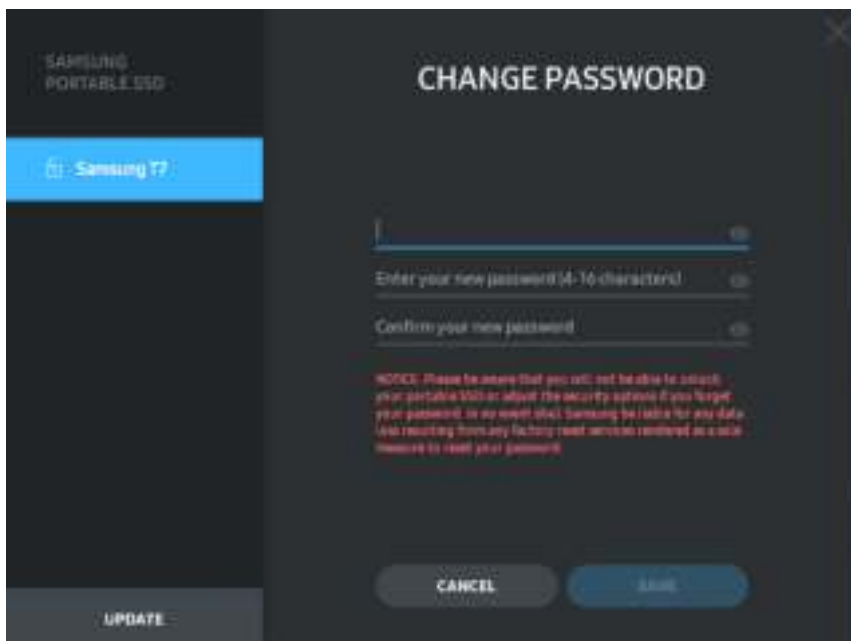 SAMSUNG
PORTABLE SSD
CHANGE PASSWORD
Samsung T7
Enter your new password (4-16 characters)
Confirm your new password
NOTICE: Please be aware that you will not be able to unlock
your portable SSD or adjust the security options if you forget
your password. In no event shall Samsung be liable for any data
loss resulting from any factory reset services rendered as a sole
measure to reset your password.
CANCEL
SAVE
UPDATE